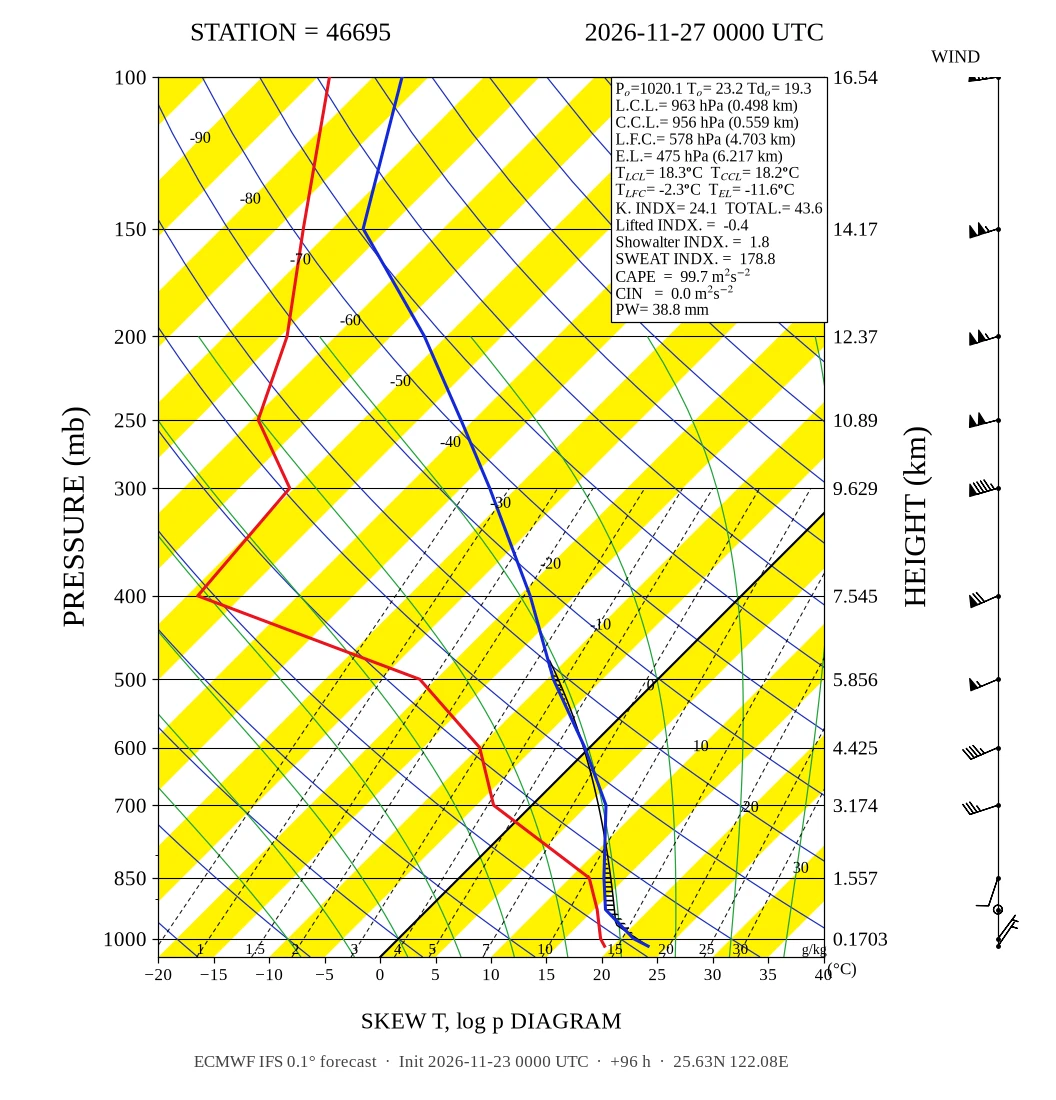 STATION = 46695
2026-11-27 0000 UTC
WIND
100
16.54
Pₒ=1020.1 Tₒ= 23.2 Tdₒ= 19.3
L.C.L.= 963 hPa (0.498 km)
C.C.L.= 956 hPa (0.559 km)
L.F.C.= 578 hPa (4.703 km)
E.L.= 475 hPa (6.217 km)
T_LCL= 18.3°C T_CCL= 18.2°C
T_LFC= -2.3°C T_EL= -11.6°C
K. INDX= 24.1 TOTAL.= 43.6
Lifted INDX. = -0.4
Showalter INDX. = 1.8
SWEAT INDX. = 178.8
CAPE = 99.7 m²s⁻²
CIN = 0.0 m²s⁻²
PW= 38.8 mm
-90
-80
150
14.17
-70
-60
200
12.37
-50
250
10.89
-40
300
9.629
-30
-20
400
7.545
-10
500
5.856
0
600
4.425
10
700
3.174
20
850
1.557
30
1000
0.1703
PRESSURE (mb)
HEIGHT (km)
1 1.5 2 3 4 5 7 10 15 20 25 30 g/kg
−20 −15 −10 −5 0 5 10 15 20 25 30 35 40 (°C)
SKEW T, log p DIAGRAM
ECMWF IFS 0.1° forecast · Init 2026-11-23 0000 UTC · +96 h · 25.63N 122.08E